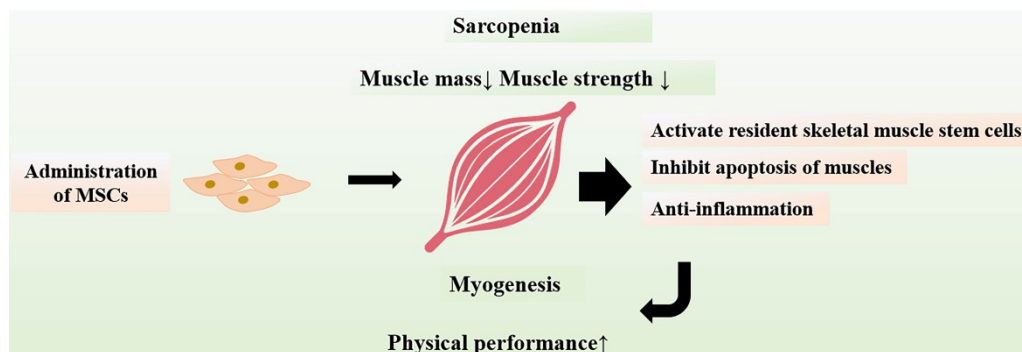 Sarcopenia
Muscle mass↓ Muscle strength ↓
Administration
of MSCs
Activate resident skeletal muscle stem cells
Inhibit apoptosis of muscles
Anti-inflammation
Myogenesis
Physical performance↑